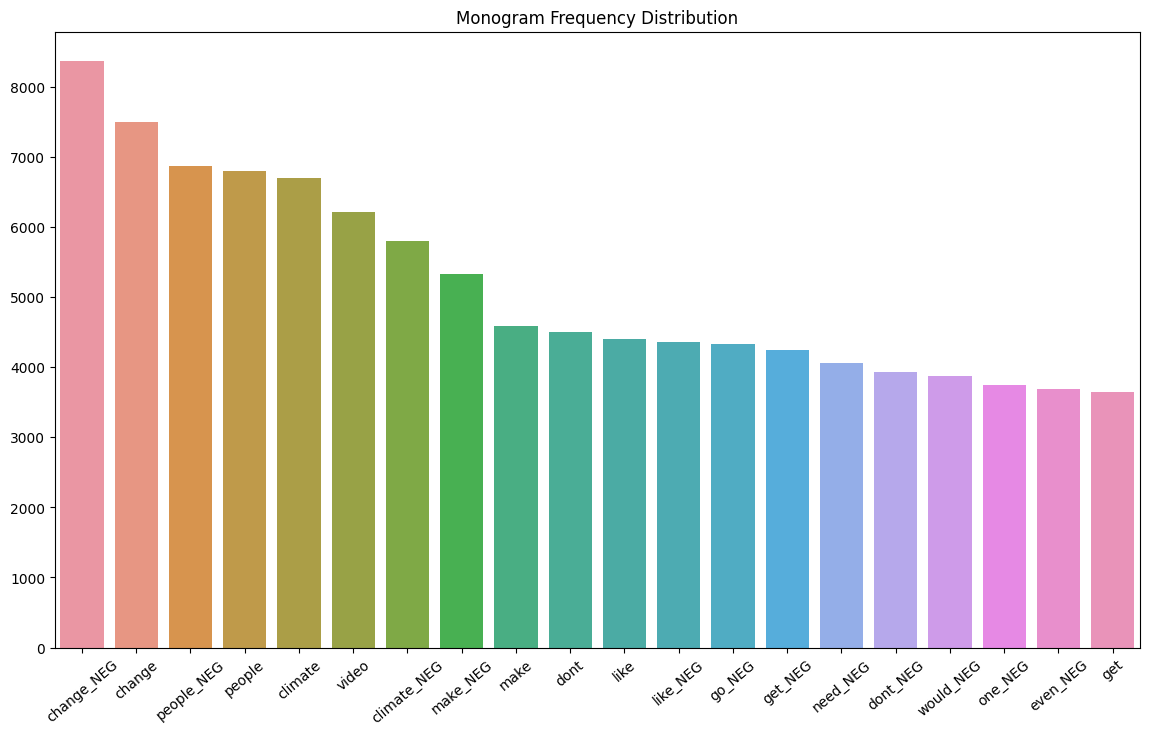 Monogram Frequency Distribution
8000
7000
6000
5000
4000
3000
2000
1000
0
change_NEG
change
people_NEG
people
climate
video
climate_NEG
make_NEG
make
dont
like
like_NEG
go_NEG
get_NEG
need_NEG
dont_NEG
would_NEG
one_NEG
even_NEG
get